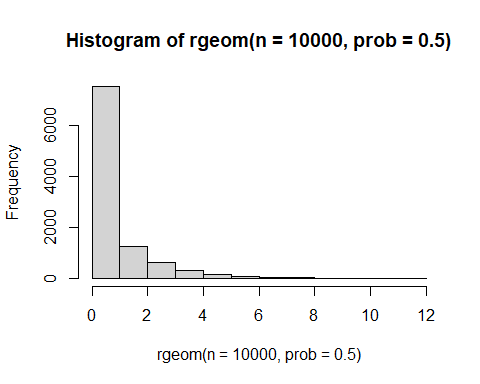 Histogram of rgeom(n = 10000, prob = 0.5)
Frequency
6000
4000
2000
0
0 2 4 6 8 10 12
rgeom(n = 10000, prob = 0.5)